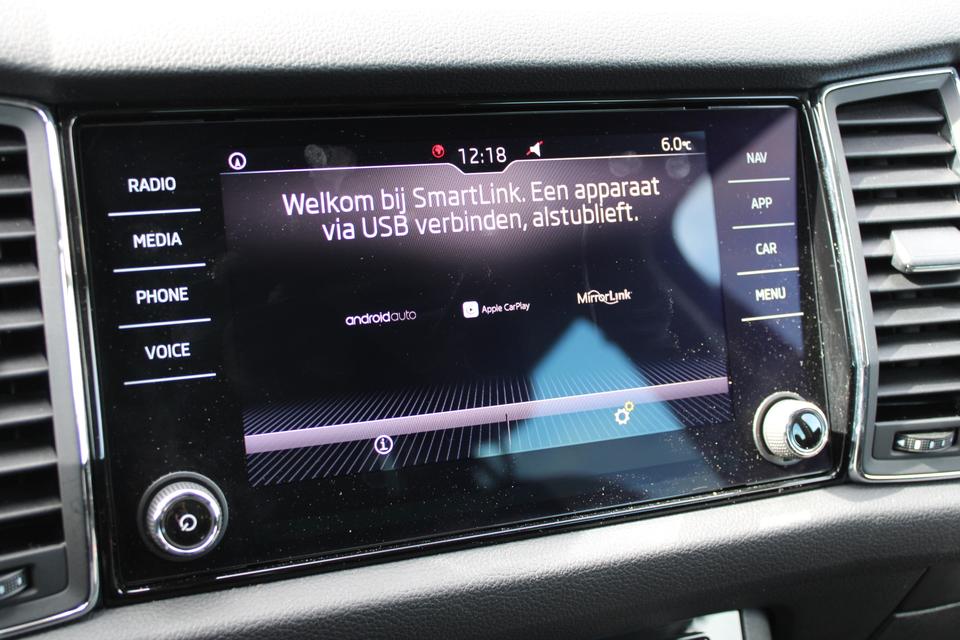 12:18
6.0°C
RADIO
MEDIA
PHONE
VOICE
Welkom bij SmartLink. Een apparaat
via USB verbinden, alstublieft.
androidauto
Apple CarPlay
MirrorLink
NAV
APP
CAR
MENU